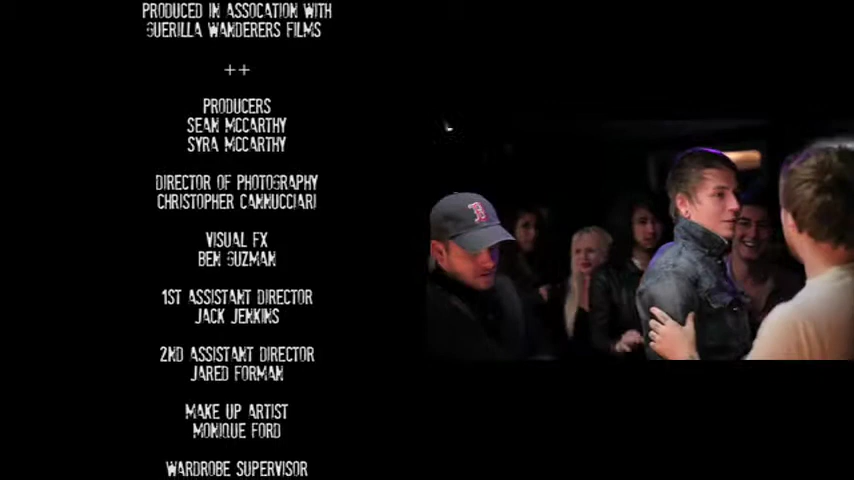 PRODUCED IN ASSOCATION WITH
GUERILLA WANDERERS FILMS
++
PRODUCERS
SEAN MCCARTHY
SYRA MCCARTHY
DIRECTOR OF PHOTOGRAPHY
CHRISTOPHER CANNUCCIARI
VISUAL FX
BEN GUZMAN
1ST ASSISTANT DIRECTOR
JACK JENKINS
2ND ASSISTANT DIRECTOR
JARED FORMAN
MAKE UP ARTIST
MONIQUE FORD
WARDROBE SUPERVISOR
B